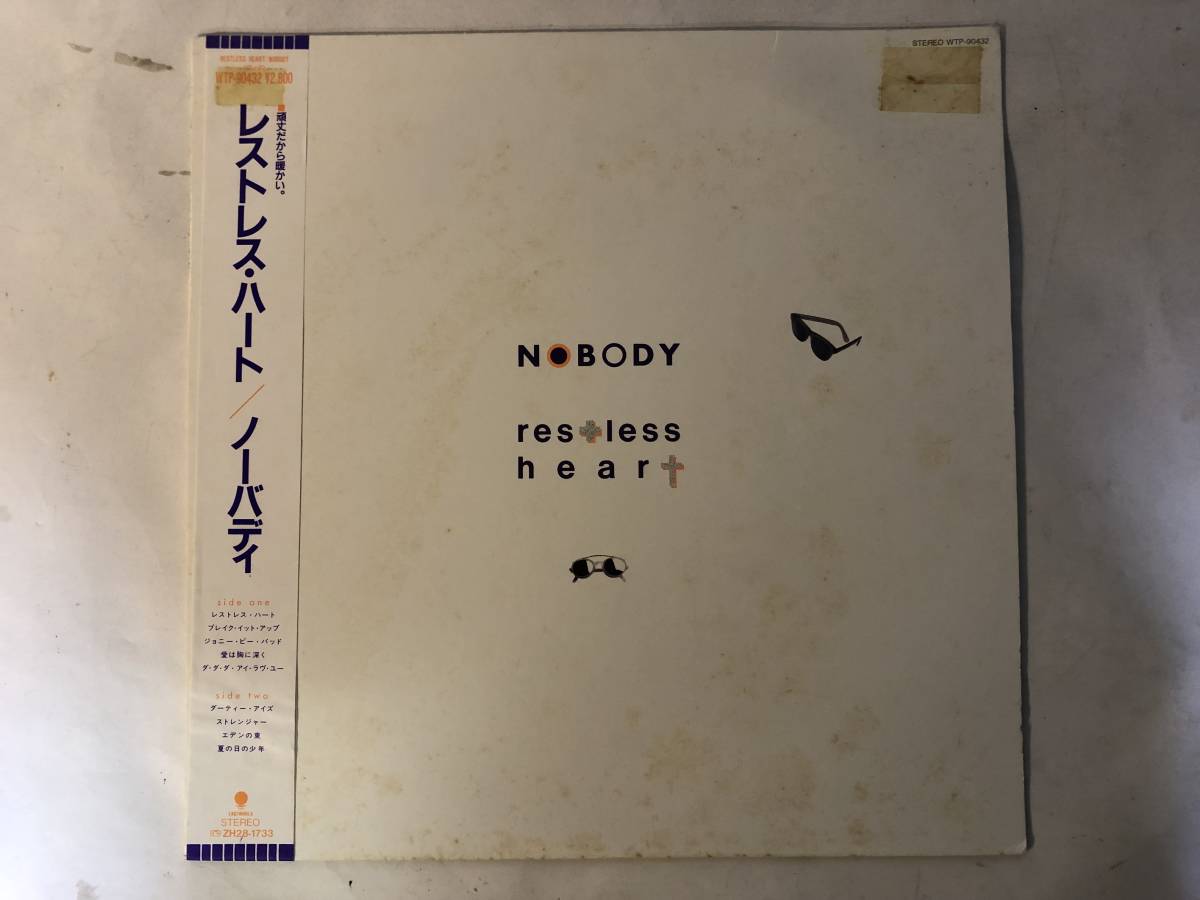 RESTLESS HEART NOBODY
WTP-90432 ¥2,800
■頑丈だから暖かい。
レストレス・ハート/ノーバディ
side one
レストレス・ハート
ブレイク・イット・アップ
ジョニー・ビー・バッド
愛は胸に深く
ダ・ダ・ダ・アイ・ラヴ・ユー
side two
ダーティー・アイズ
ストレンジャー
エデンの東
夏の日の少年
EASTWORLD
STEREO
ZH28-1733
STEREO WTP-90432
NOBODY
restless
heart